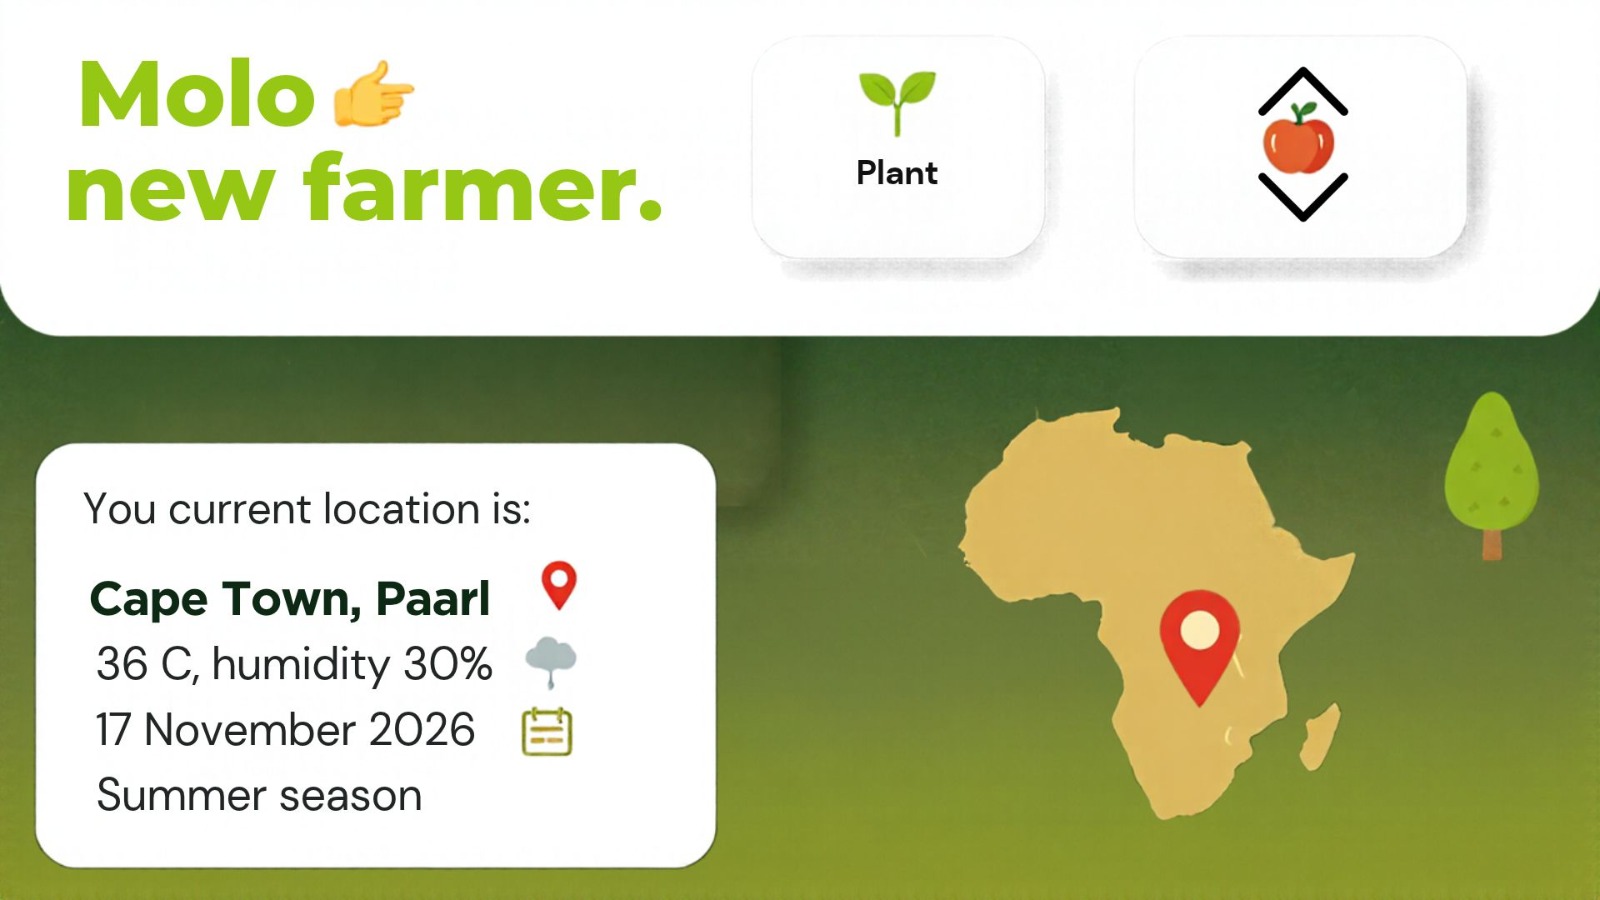 Molo
new farmer.
Plant
You current location is:
Cape Town, Paarl
36 C, humidity 30%
17 November 2026
Summer season